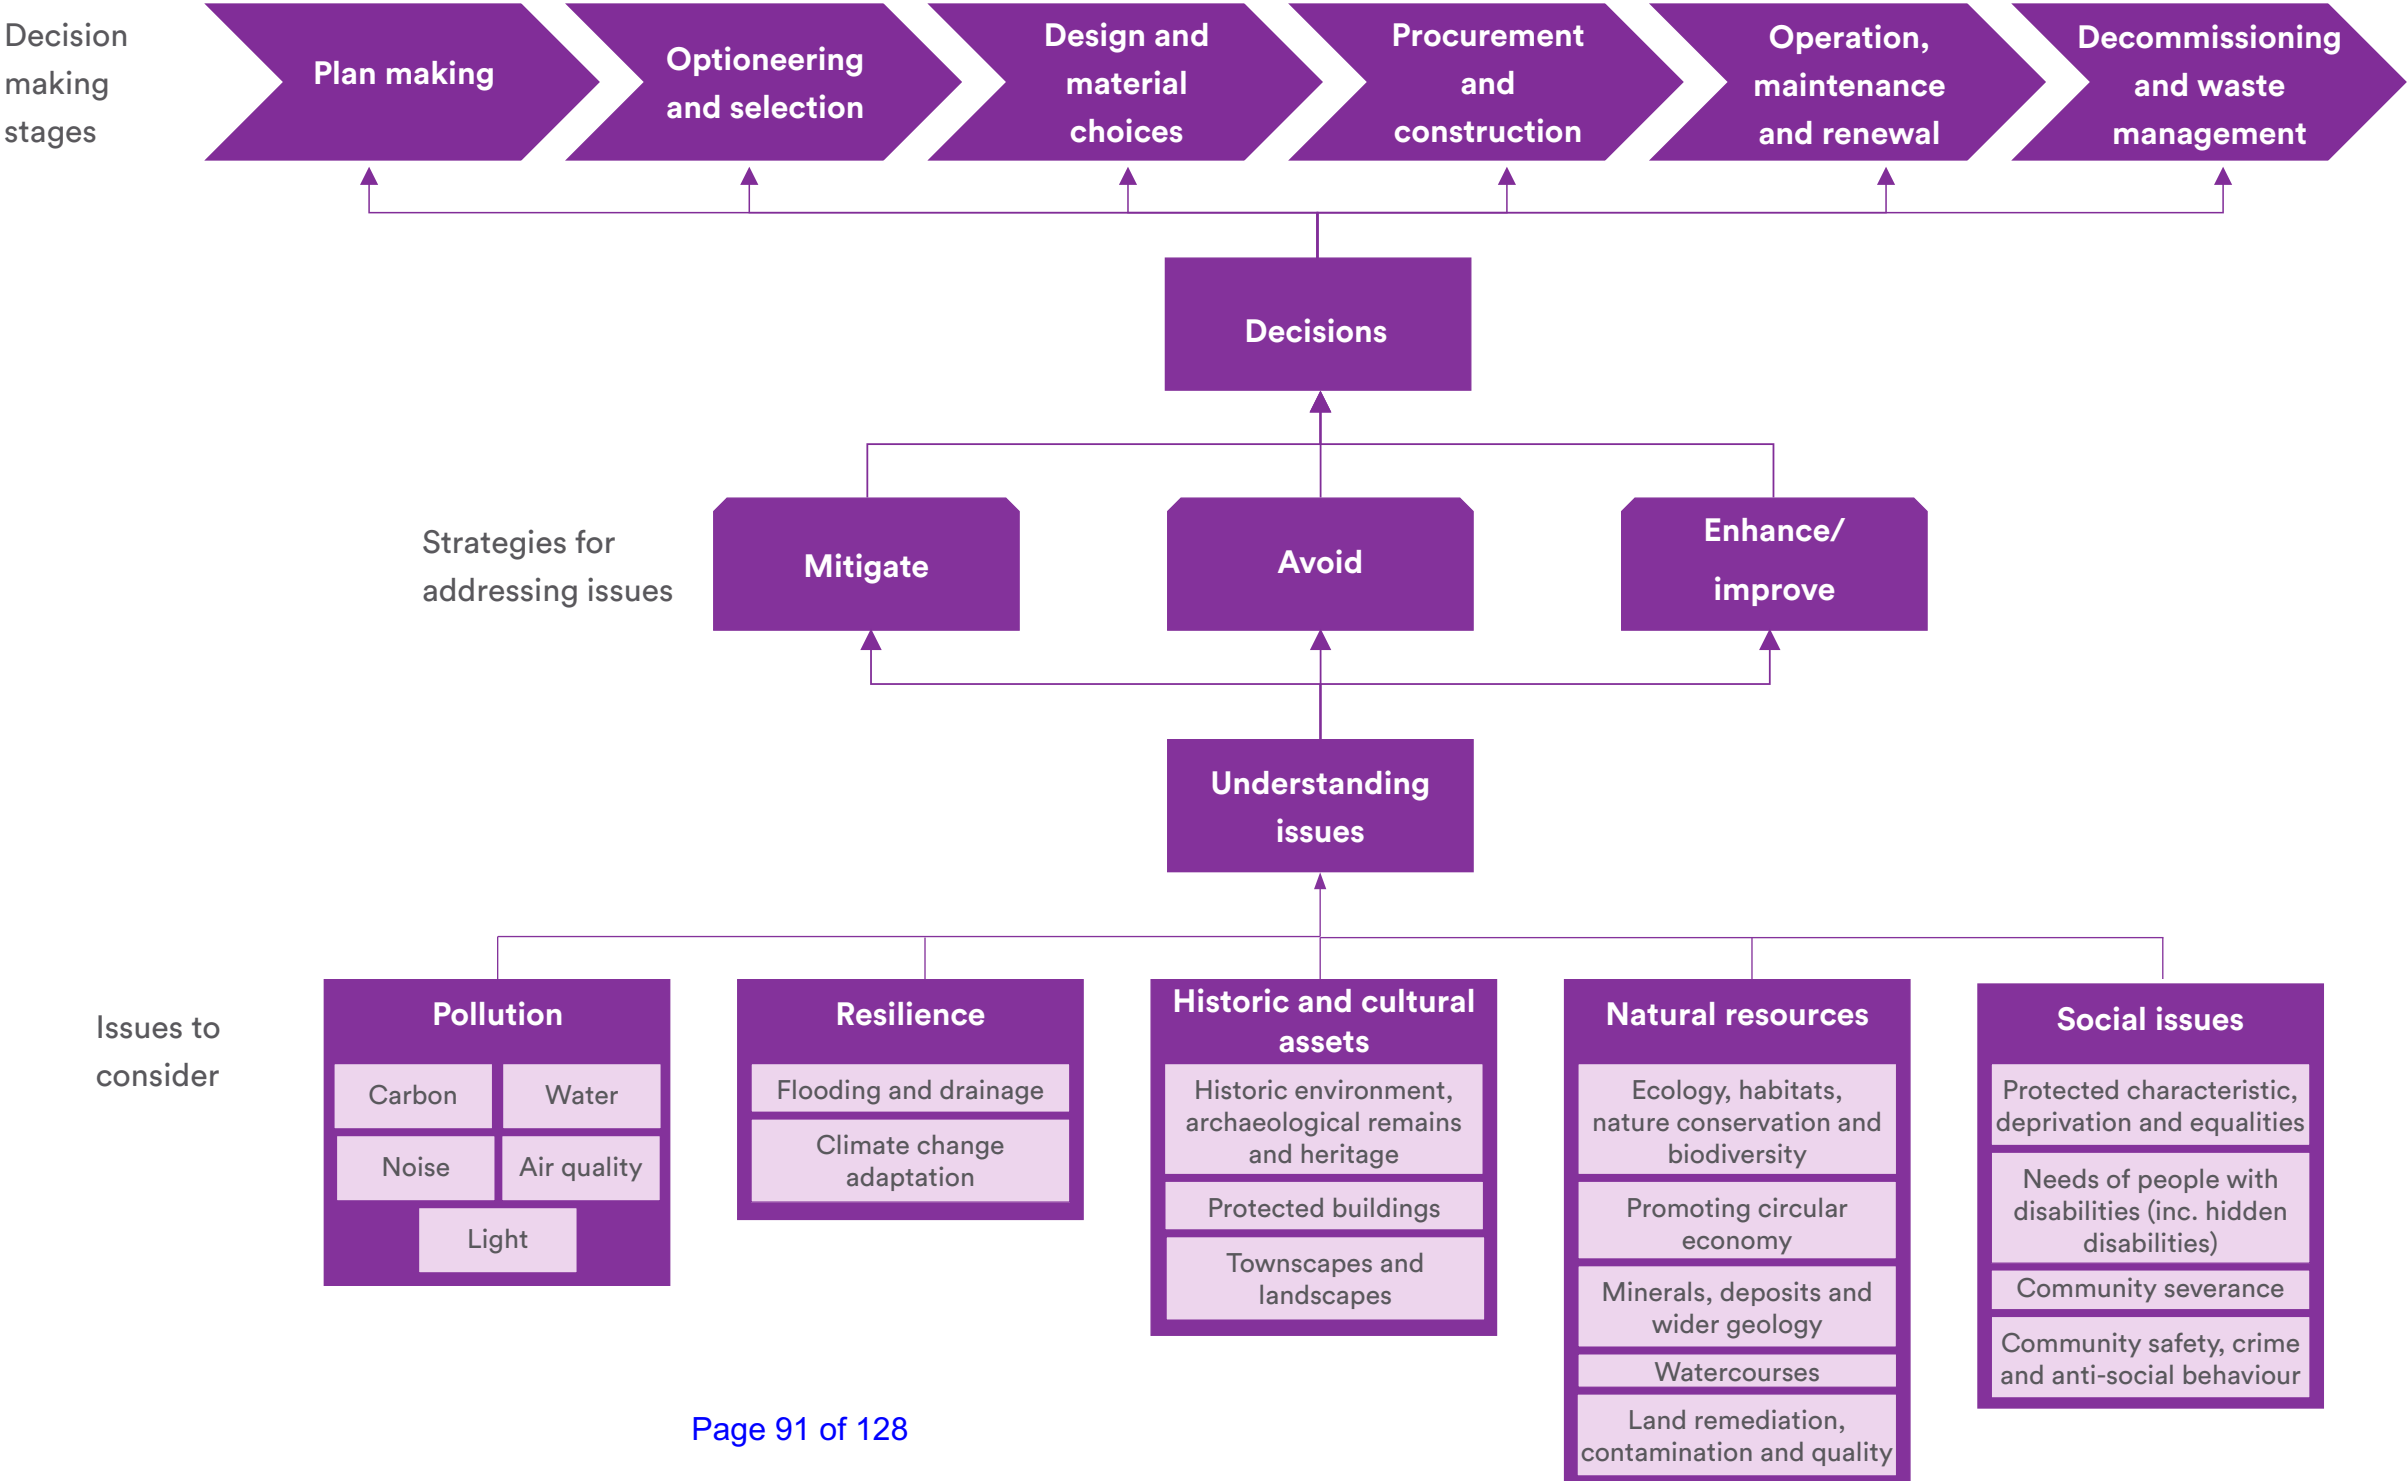 Decision
making
stages
Plan making
Optioneering
and selection
Design and
material
choices
Procurement
and
construction
Operation,
maintenance
and renewal
Decommissioning
and waste
management
Decisions
Strategies for
addressing issues
Mitigate
Avoid
Enhance/
improve
Understanding
issues
Issues to
consider
Pollution
Carbon
Water
Noise
Air quality
Light
Resilience
Flooding and drainage
Climate change
adaptation
Historic and cultural
assets
Historic environment,
archaeological remains
and heritage
Protected buildings
Townscapes and
landscapes
Natural resources
Ecology, habitats,
nature conservation and
biodiversity
Promoting circular
economy
Minerals, deposits and
wider geology
Watercourses
Land remediation,
contamination and quality
Social issues
Protected characteristic,
deprivation and equalities
Needs of people with
disabilities (inc. hidden
disabilities)
Community severance
Community safety, crime
and anti-social behaviour
Page 91 of 128